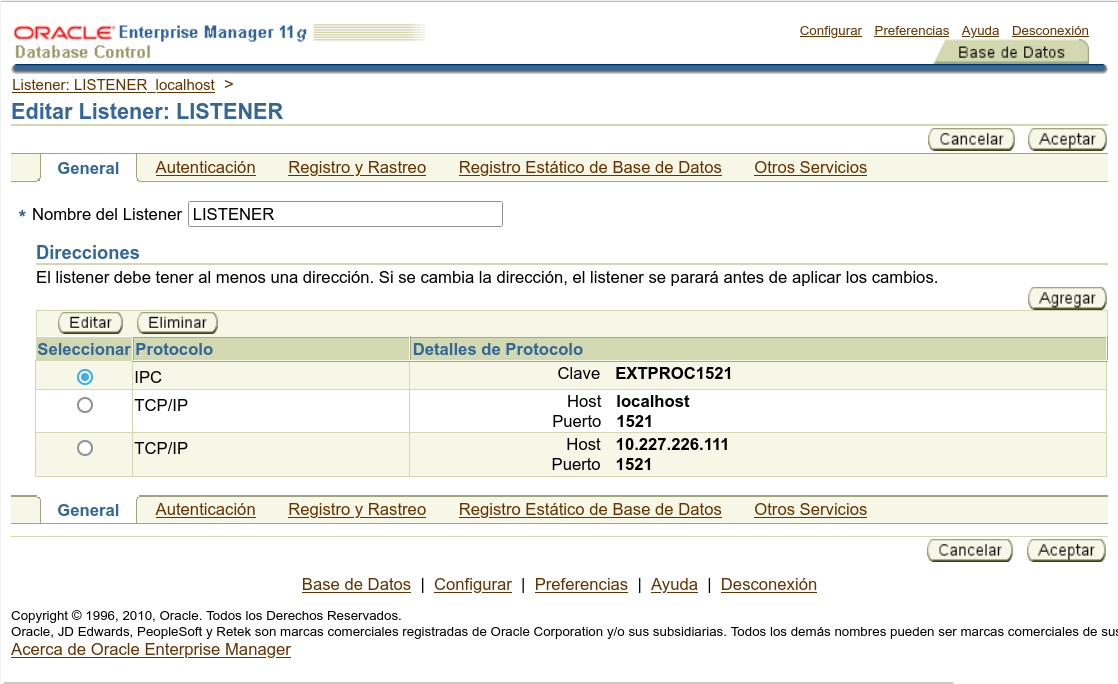 ORACLE Enterprise Manager 11g
Database Control
Configurar Preferencias Ayuda Desconexión
Base de Datos
Listener: LISTENER_localhost >
Editar Listener: LISTENER
Cancelar Aceptar
General Autenticación Registro y Rastreo Registro Estático de Base de Datos Otros Servicios
* Nombre del Listener LISTENER
Direcciones
El listener debe tener al menos una dirección. Si se cambia la dirección, el listener se parará antes de aplicar los cambios.
Agregar
Editar Eliminar
Seleccionar Protocolo Detalles de Protocolo
IPC Clave EXTPROC1521
TCP/IP Host localhost
Puerto 1521
TCP/IP Host 10.227.226.111
Puerto 1521
General Autenticación Registro y Rastreo Registro Estático de Base de Datos Otros Servicios
Cancelar Aceptar
Base de Datos | Configurar | Preferencias | Ayuda | Desconexión
Copyright © 1996, 2010, Oracle. Todos los Derechos Reservados.
Oracle, JD Edwards, PeopleSoft y Retek son marcas comerciales registradas de Oracle Corporation y/o sus subsidiarias. Todos los demás nombres pueden ser marcas comerciales de sus
Acerca de Oracle Enterprise Manager